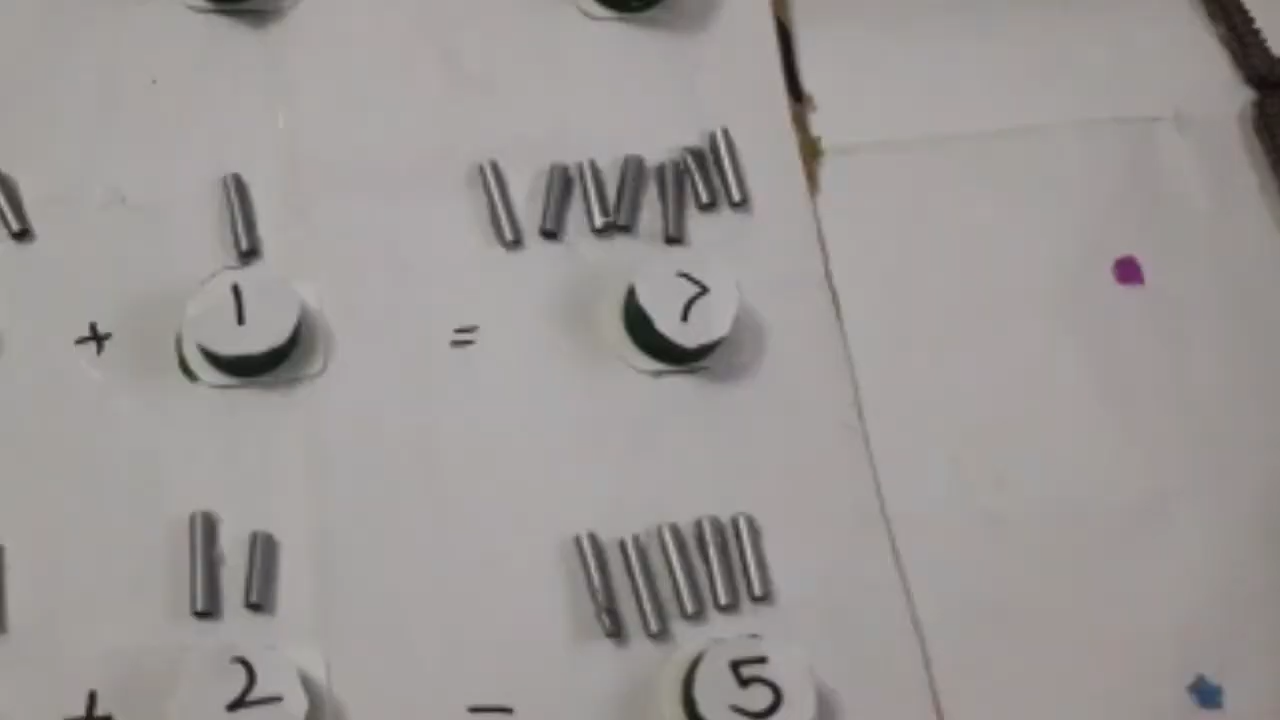 + 1 = 7
+ 2 = 5